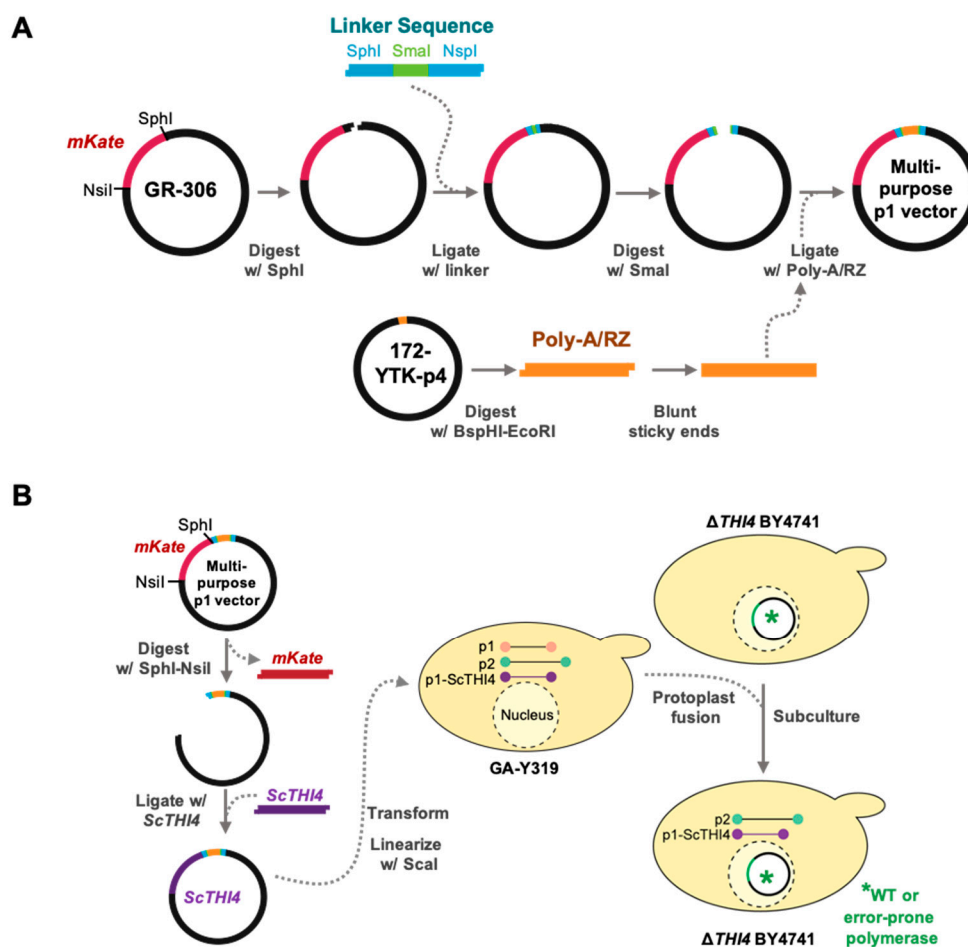 A
Linker Sequence
SphI SmaI NspI
SphI
mKate
NsiI
GR-306
Digest
w/ SphI
Ligate
w/ linker
Digest
w/ SmaI
Ligate
w/ Poly-A/RZ
Multi-
purpose
p1 vector
172-
YTK-p4
Poly-A/RZ
Digest
w/ BspHI-EcoRI
Blunt
sticky ends
B
SphI
mKate
NsiI
Multi-
purpose
p1 vector
Digest
w/ SphI-NsiI
mKate
Ligate w/
ScTHI4
ScTHI4
ScTHI4
Transform
Linearize
w/ ScaI
p1
p2
p1-ScTHI4
Nucleus
GA-Y319
ΔTHI4 BY4741
*
Protoplast
fusion
Subculture
p2
p1-ScTHI4
*
ΔTHI4 BY4741
*WT or
error-prone
polymerase